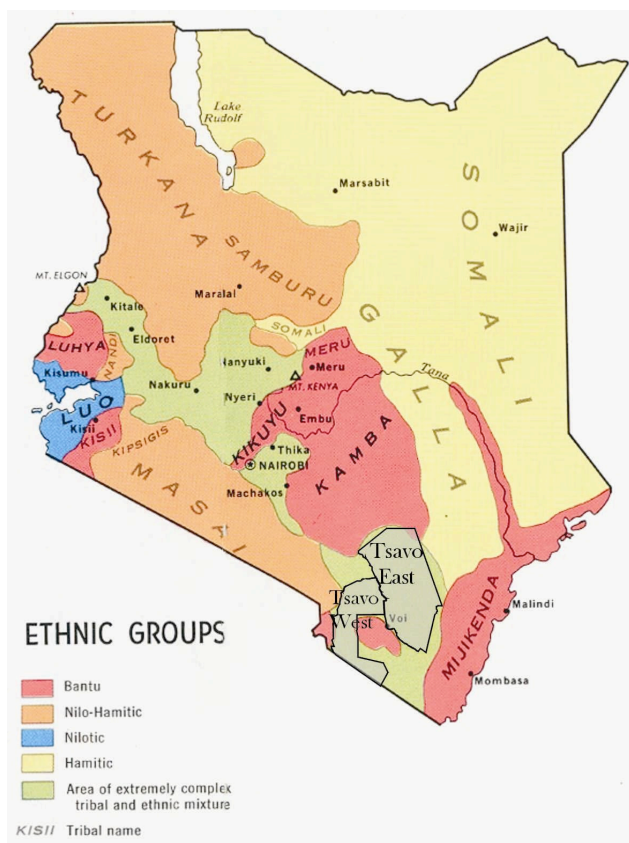 Lake
Rudolf
TURKANA
SOMALI
Marsabit
Wajir
SAMBURU
MT. ELGON
Maralal
Kitale
GALLA
SOMALI
Eldoret
LUHYA
NANDI
MERU
Meru
Kisumu
Nakuru
MT. KENYA
Tana
Nyeri
LUO
Embu
Kisii
KISII
KIPSIGIS
KIKUYU
KAMBA
Thika
NAIROBI
MASAI
Machakos
Tsavo
East
Tsavo
West
Voi
Malindi
MIJIKENDA
Mombasa
ETHNIC GROUPS
Bantu
Nilo-Hamitic
Nilotic
Hamitic
Area of extremely complex
tribal and ethnic mixture
KISII Tribal name